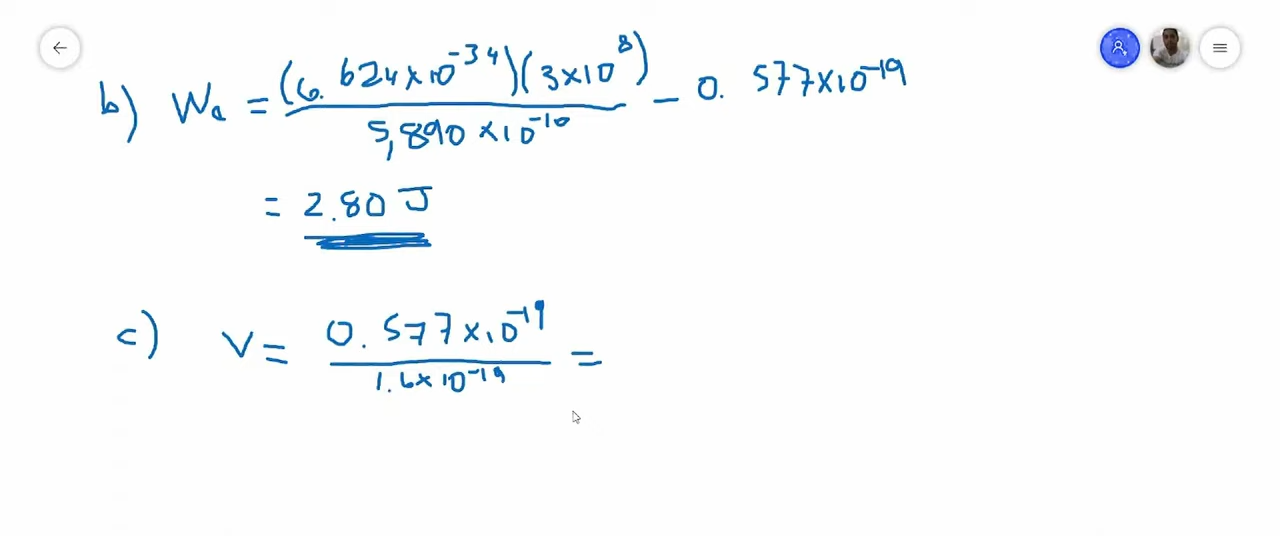 b) Wa = (6.624×10⁻³⁴)(3×10⁸) / 5,890×10⁻¹⁰ − 0.577×10⁻¹⁹
= 2.80 J
c) V = 0.577×10⁻¹⁹ / 1.6×10⁻¹⁹ =